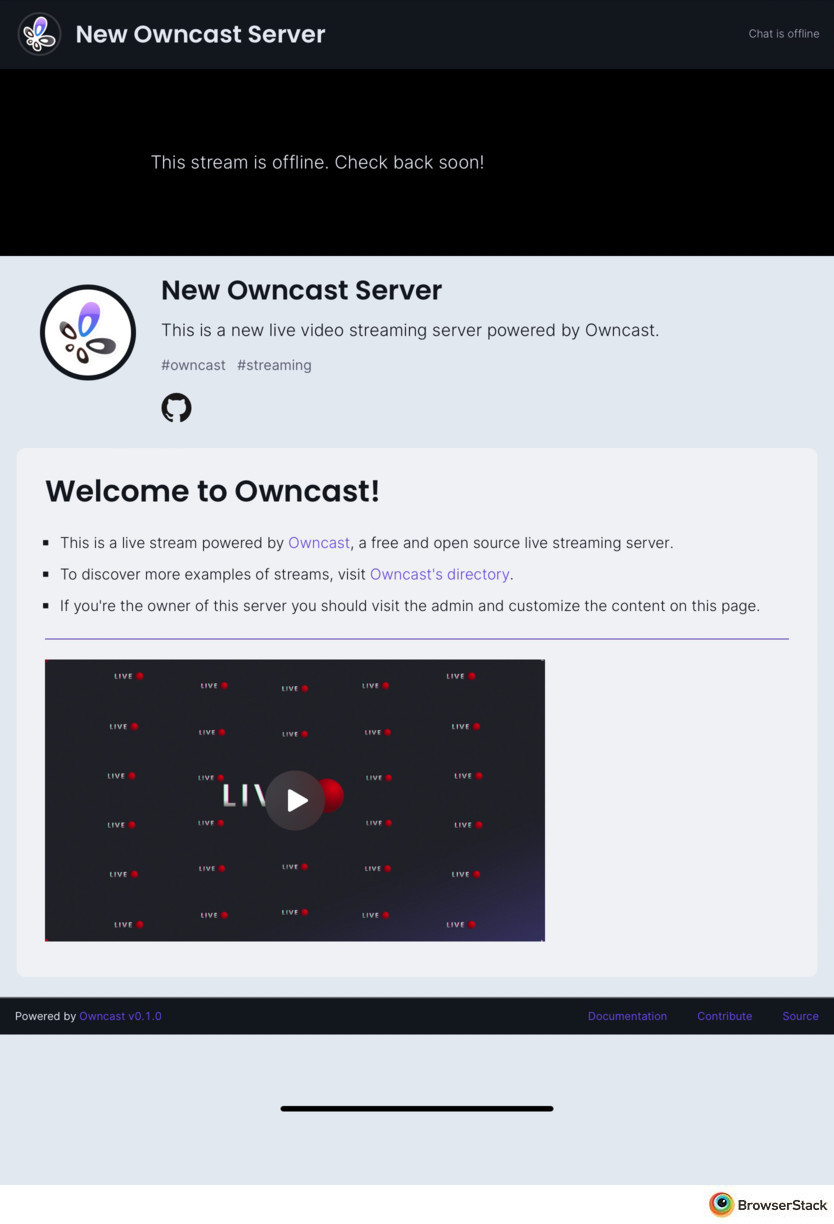 New Owncast Server
Chat is offline
This stream is offline. Check back soon!
New Owncast Server
This is a new live video streaming server powered by Owncast.
#owncast #streaming
Welcome to Owncast!
This is a live stream powered by Owncast, a free and open source live streaming server.
To discover more examples of streams, visit Owncast's directory.
If you're the owner of this server you should visit the admin and customize the content on this page.
LIVE LIVE LIVE LIVE LIVE
LIVE LIVE LIVE LIVE LIVE
LIVE LIVE LIVE LIVE
LIV
LIVE LIVE LIVE LIVE
LIVE LIVE LIVE LIVE LIVE
LIVE LIVE LIVE LIVE LIVE
Powered by Owncast v0.1.0
Documentation Contribute Source
BrowserStack